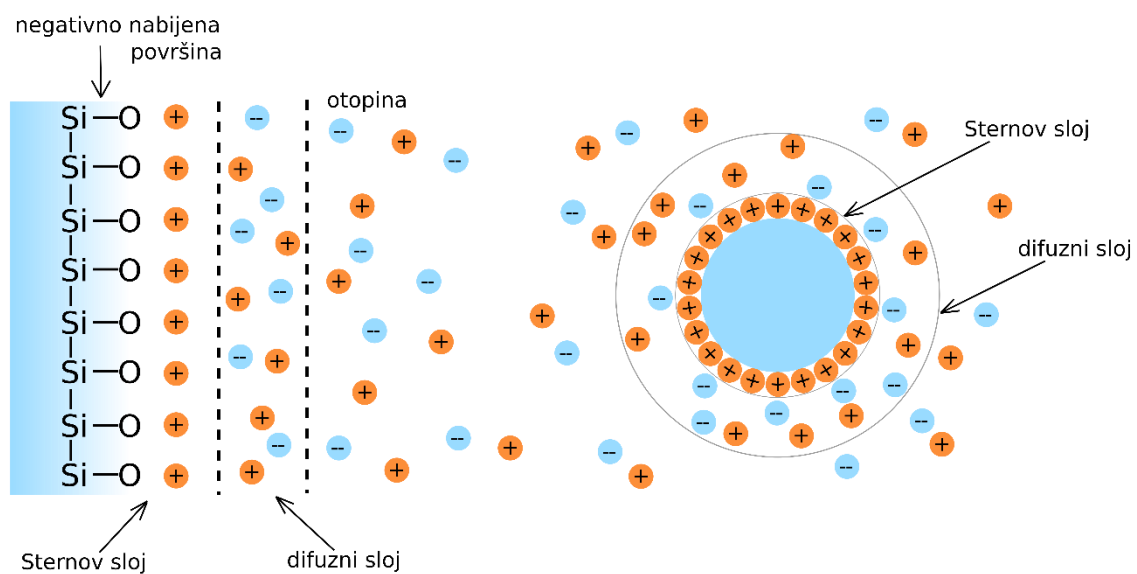 negativno nabijena
površina
otopina
Sternov sloj
difuzni sloj
Si—O +
Si—O +
Si—O +
Si—O +
Si—O +
Si—O +
Si—O +
Si—O +
Sternov sloj
difuzni sloj